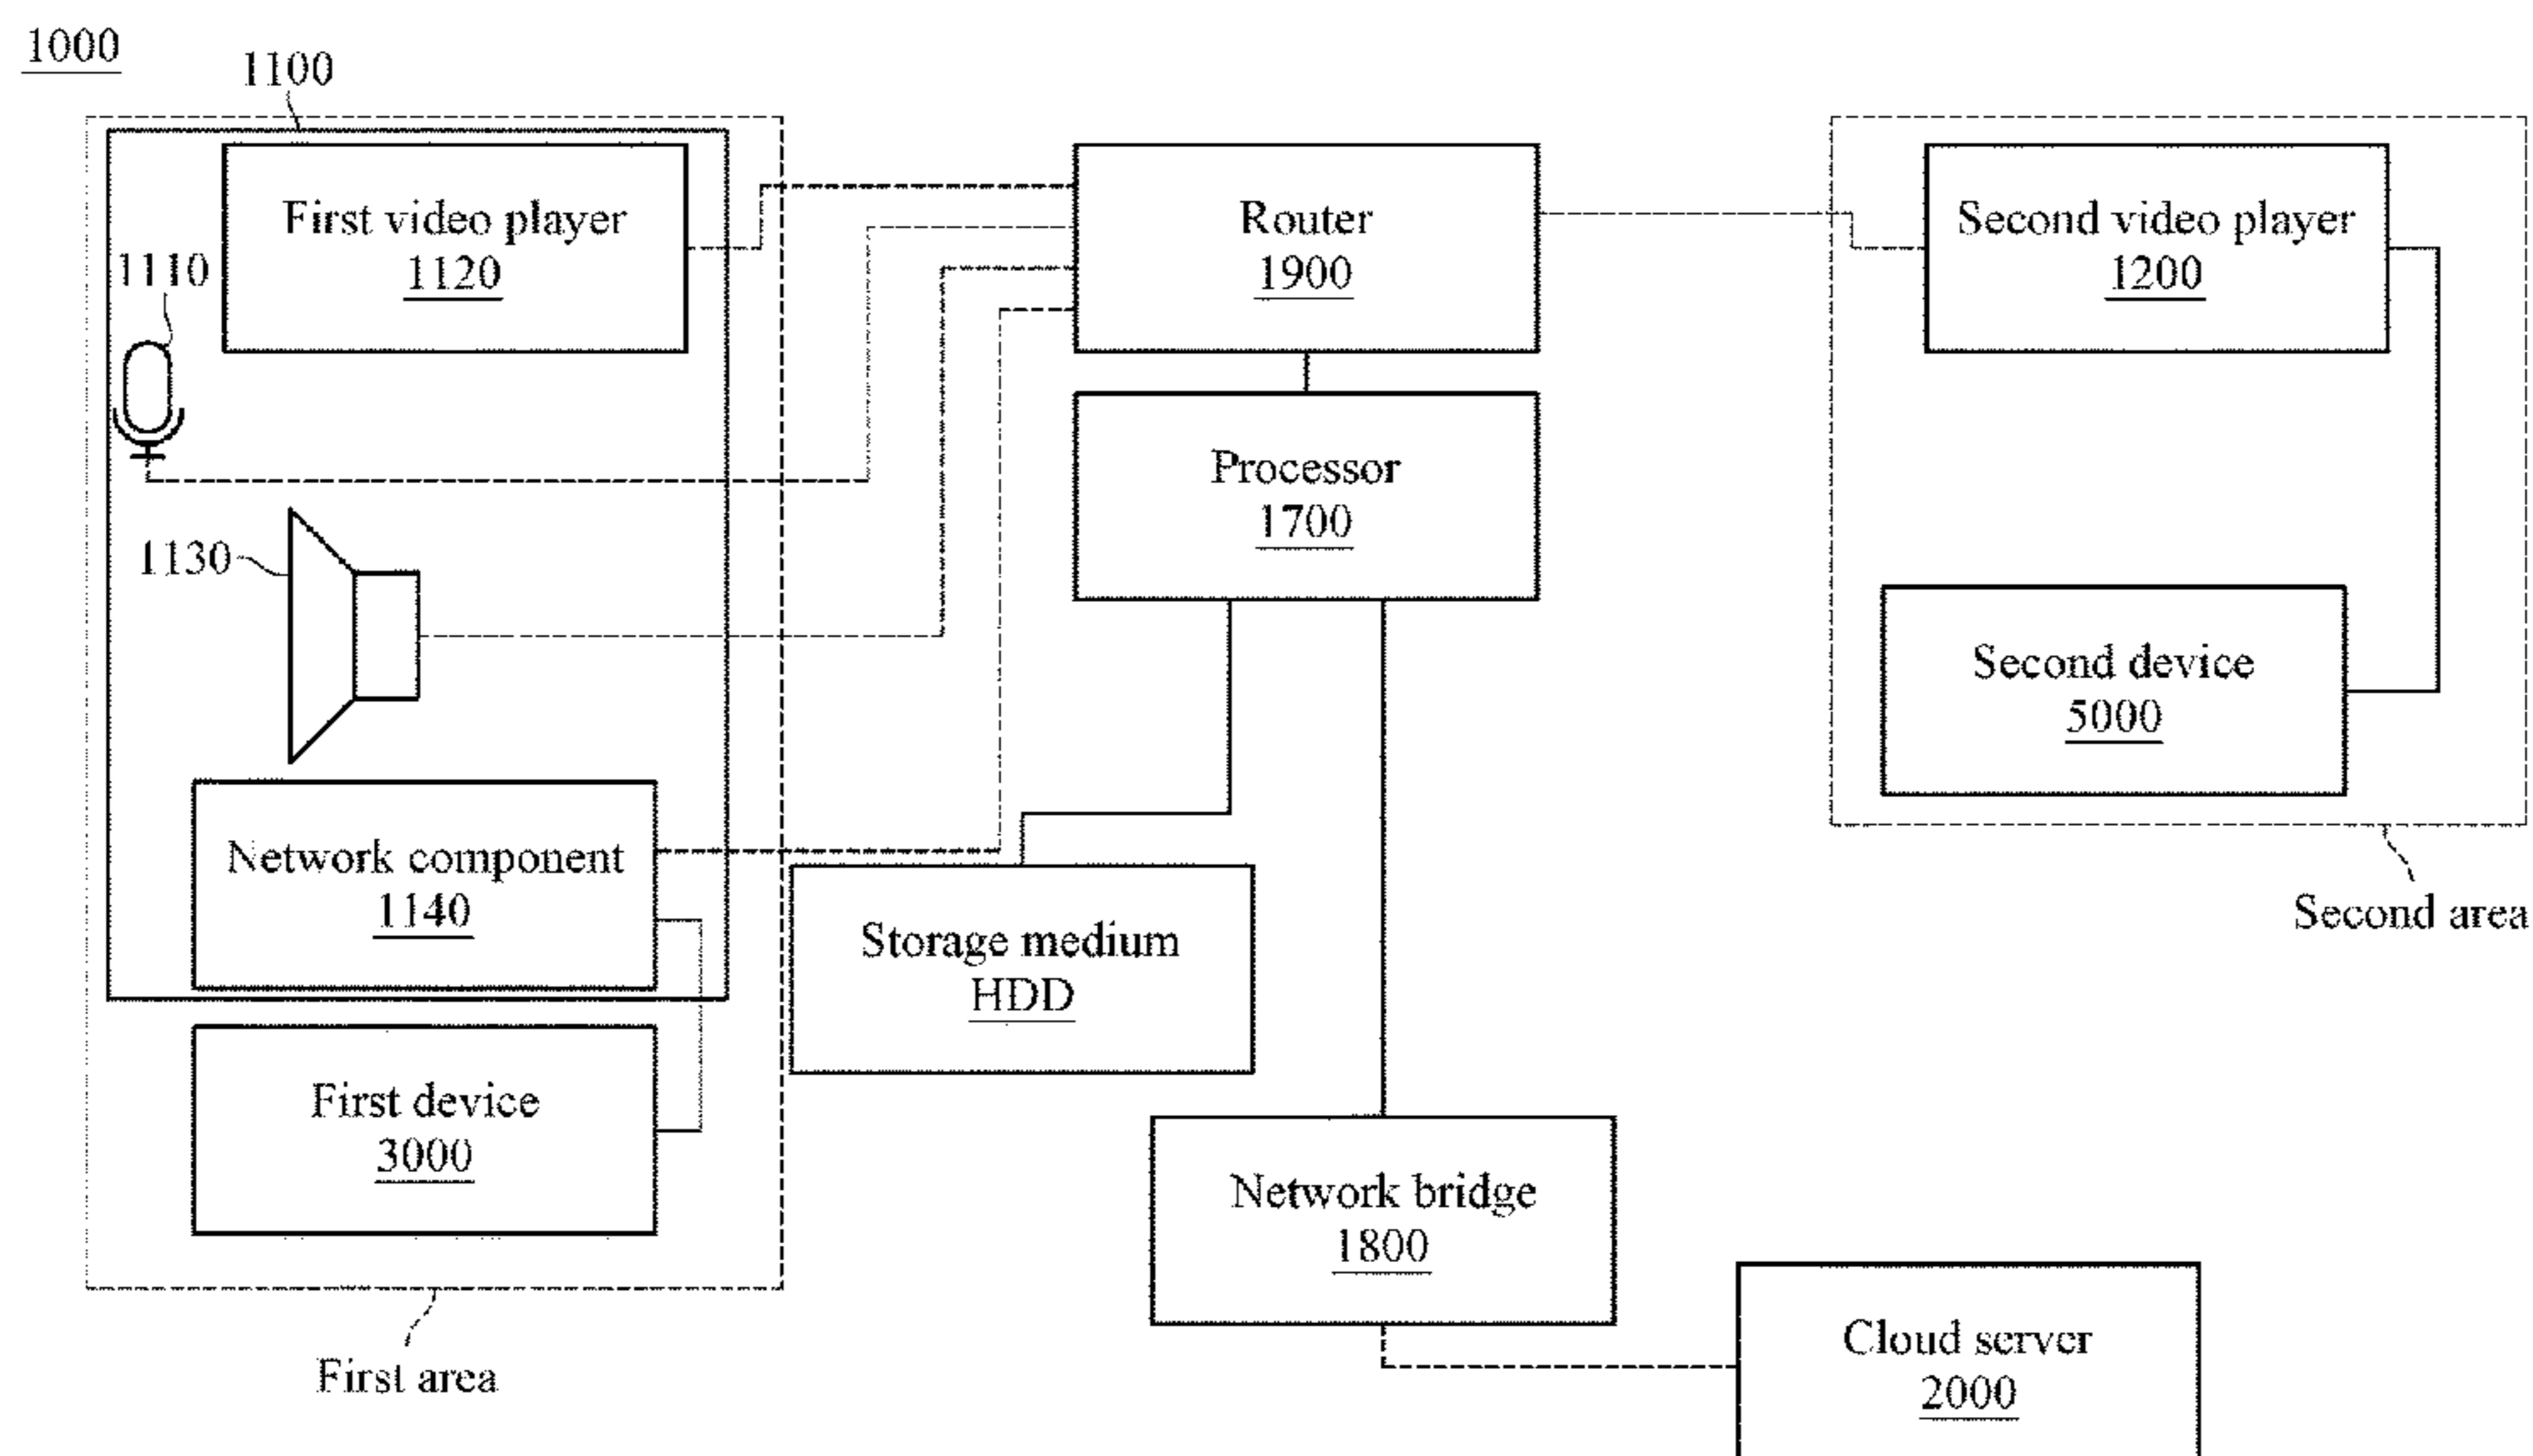 1000
1100
First video player
1120
1110
1130
Network component
1140
First device
3000
First area
Router
1900
Processor
1700
Storage medium
HDD
Network bridge
1800
Cloud server
2000
Second video player
1200
Second device
5000
Second area